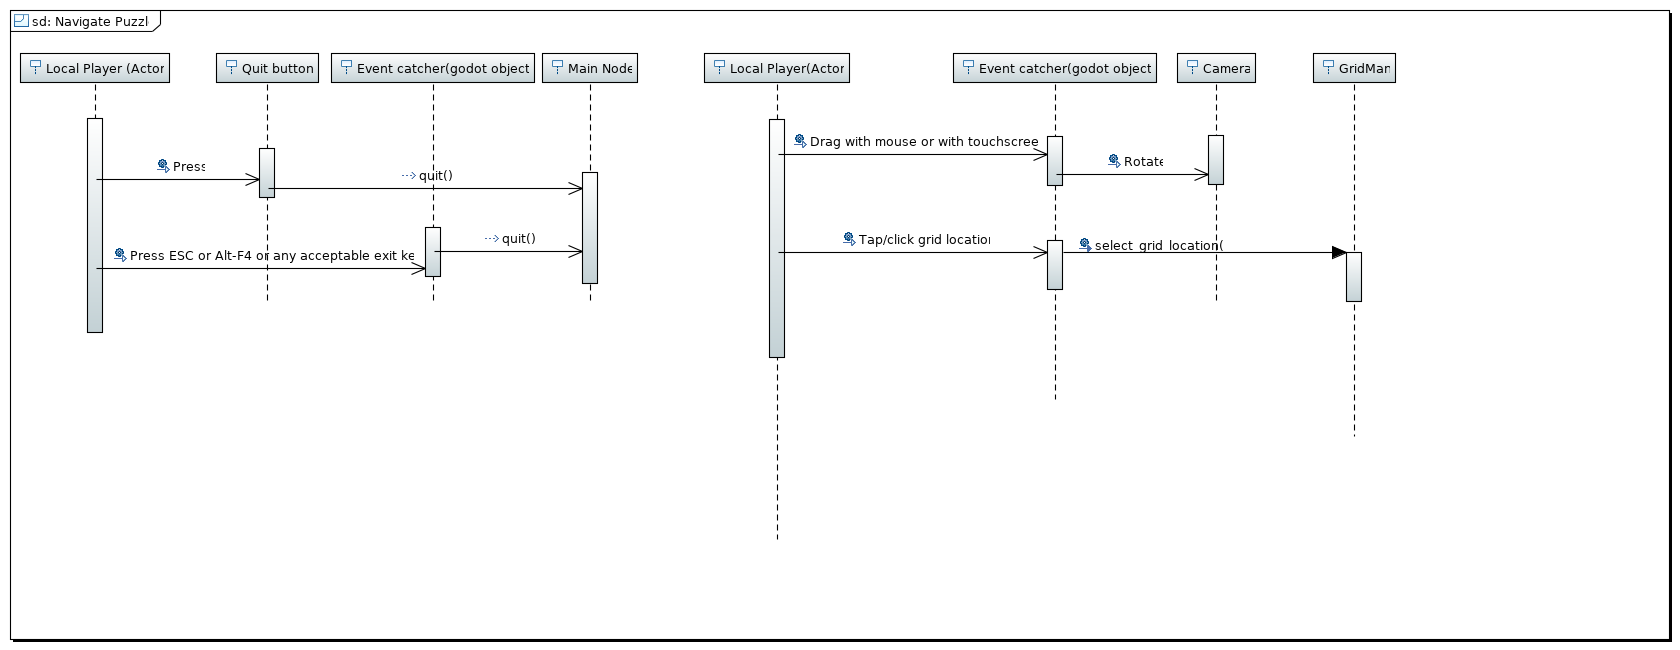 sd: Navigate Puzzl
Local Player (Actor
Quit button
Event catcher(godot object
Main Node
Local Player(Actor
Event catcher(godot object
Camera
GridMan
Press
quit()
Press ESC or Alt-F4 or any acceptable exit ke
quit()
Drag with mouse or with touchscree
Rotate
Tap/click grid location
select_grid_location(